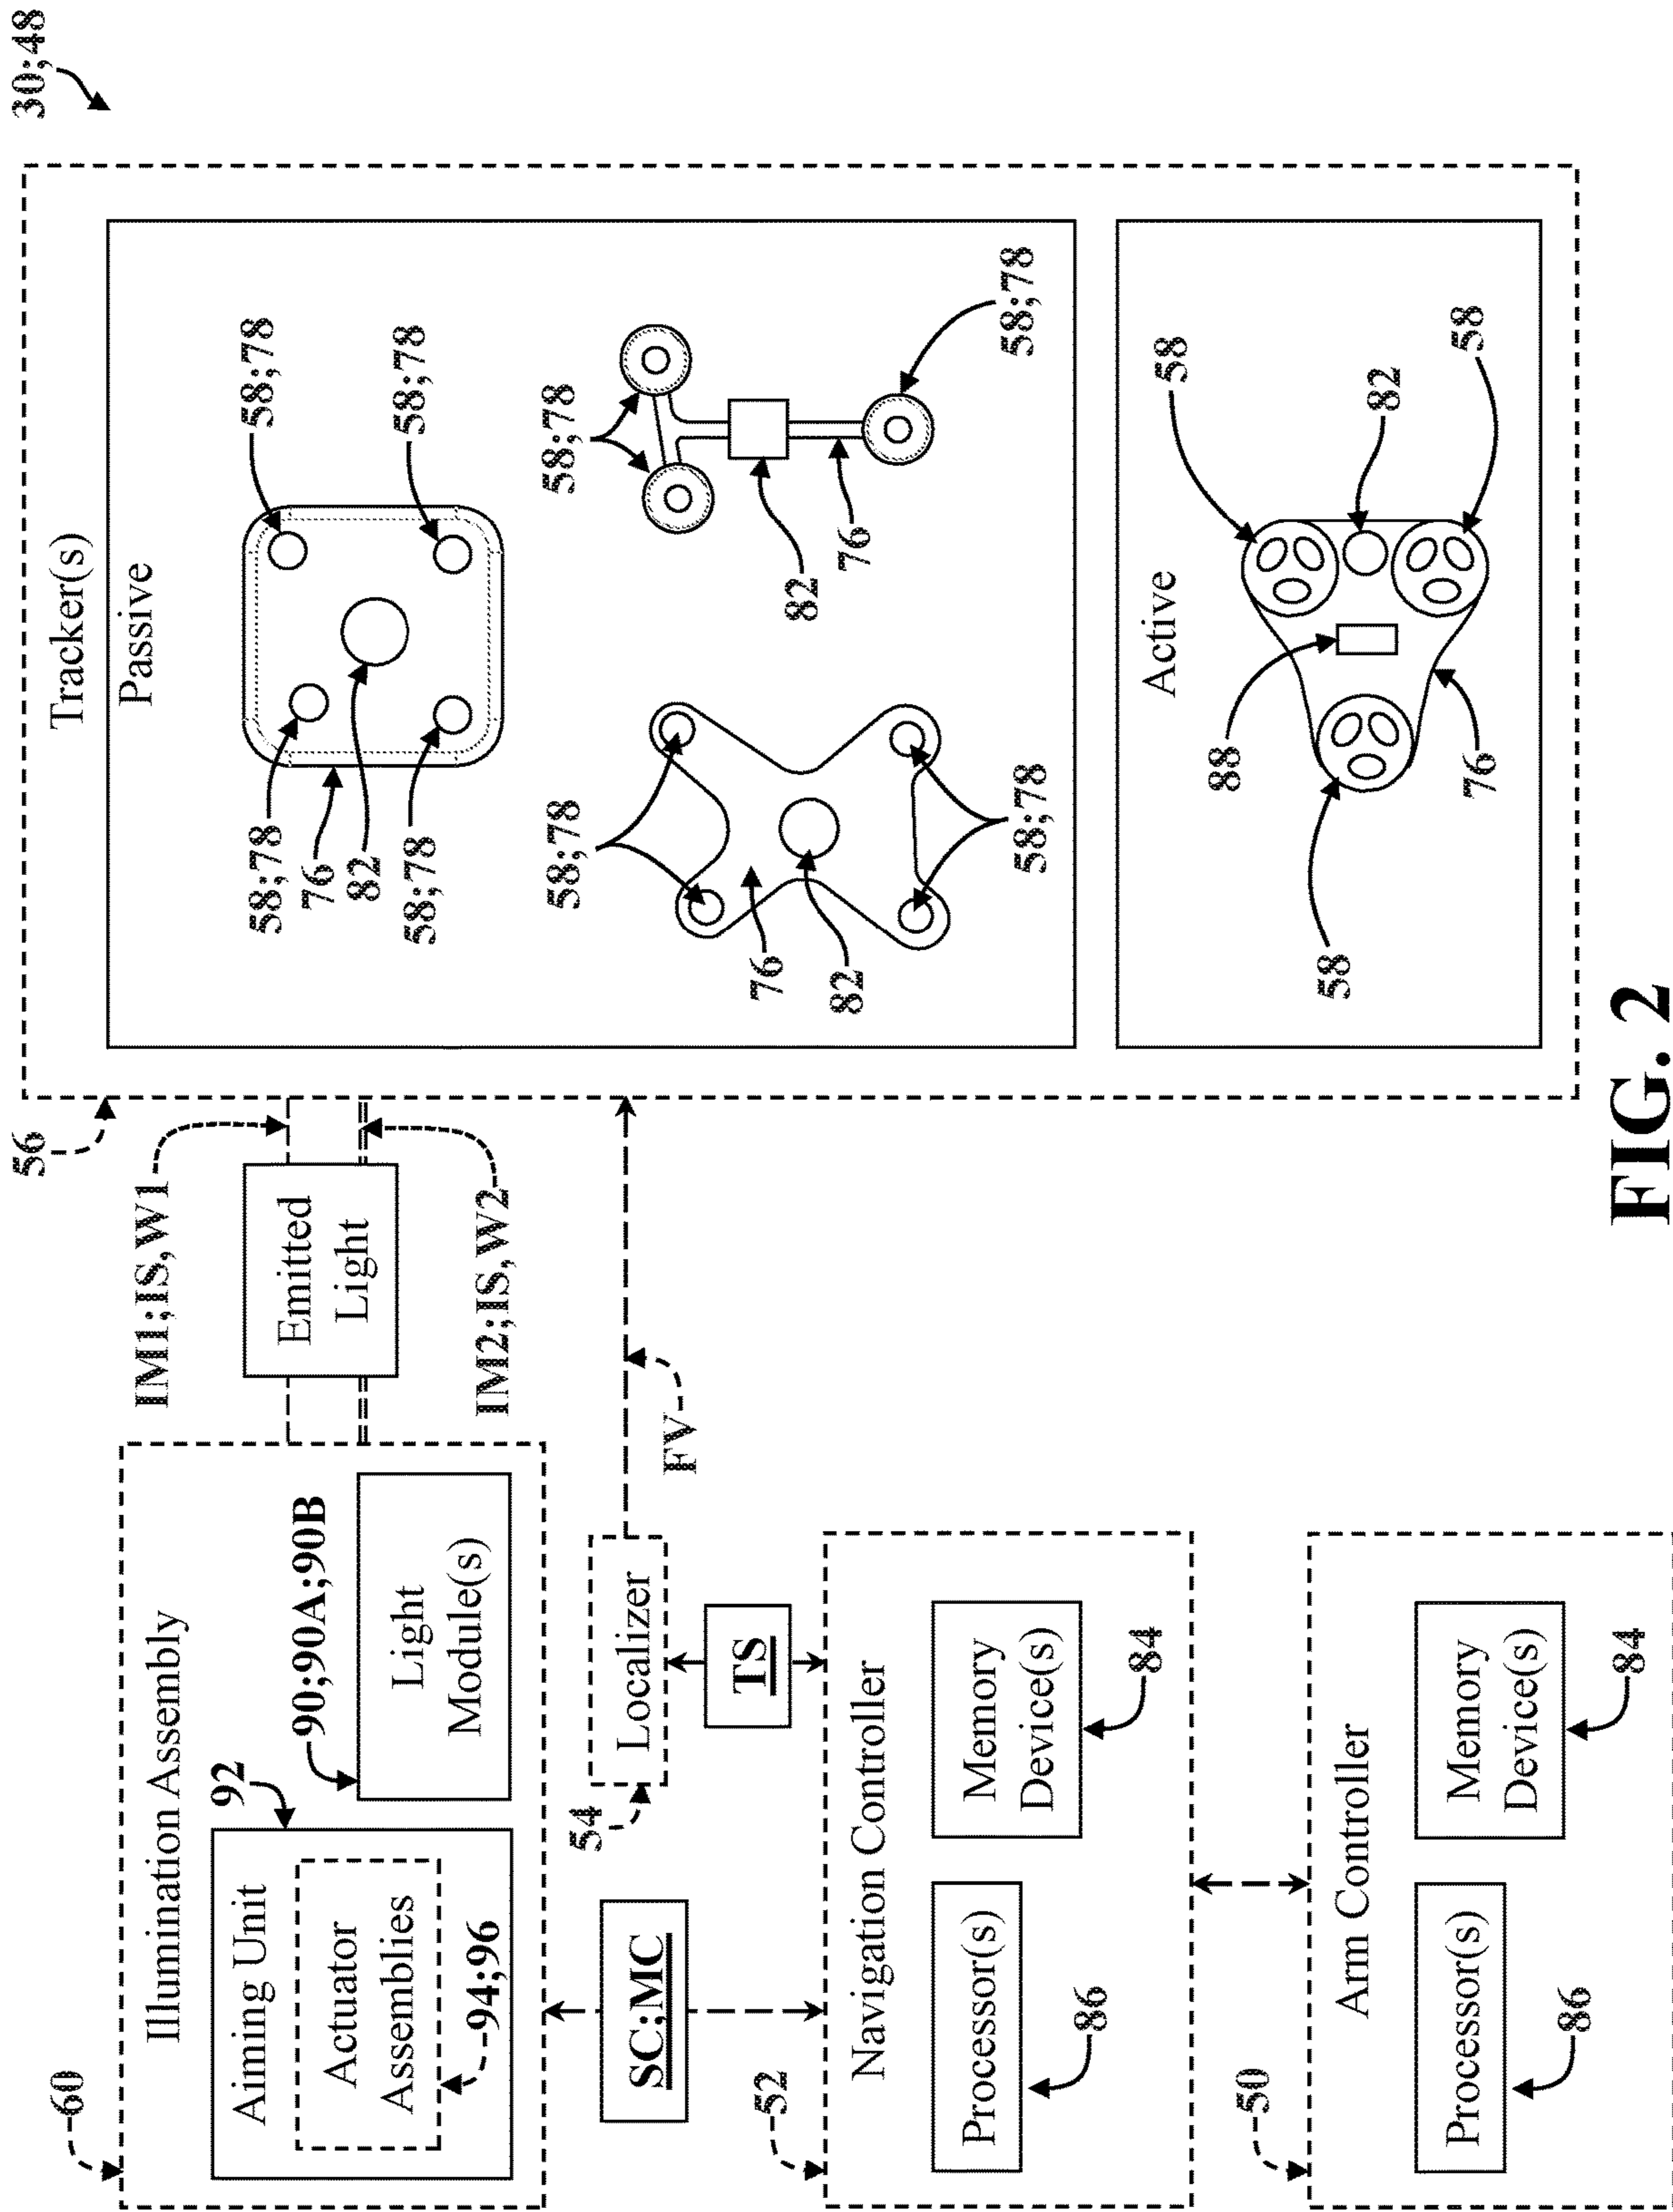 30;48
60
Illumination Assembly
Aiming Unit
Actuator
Assemblies
94;96
92
90;90A;90B
Light
Module(s)
IM1;IS,W1
Emitted
Light
IM2;IS,W2
56
Tracker(s)
Passive
58;78
76
82
58;78
58;78
58;78
58;78
76
82
58;78
58;78
82
76
58;78
Active
58
88
76
58
82
58
SC;MC
54
Localizer
FV
TS
52
Navigation Controller
Processor(s)
86
Memory
Device(s)
84
50
Arm Controller
Processor(s)
86
Memory
Device(s)
84
FIG. 2